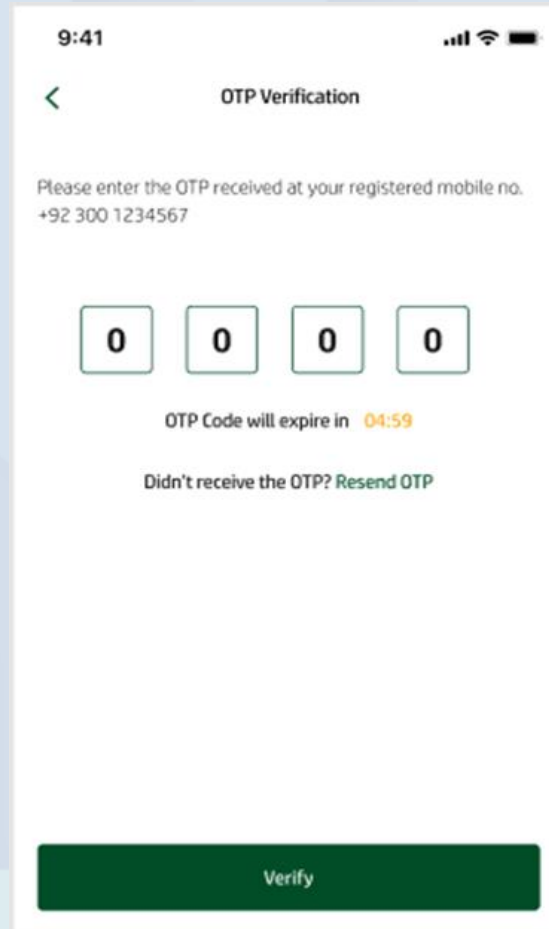 9:41
OTP Verification
Please enter the OTP received at your registered mobile no.
+92 300 1234567
0 0 0 0
OTP Code will expire in 04:59
Didn't receive the OTP? Resend OTP
Verify